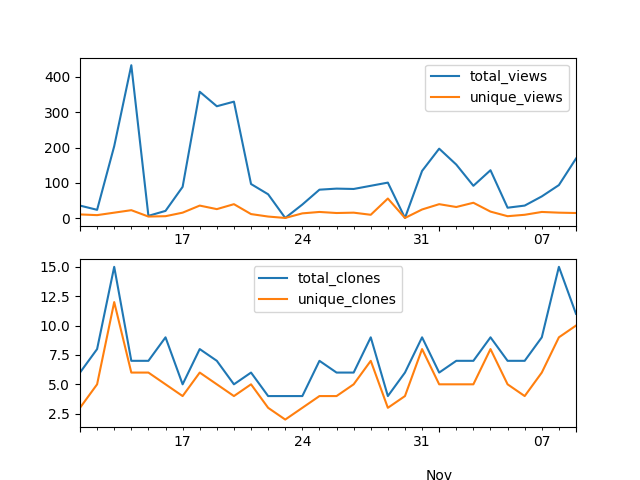 400
300
200
100
0
total_views
unique_views
17 24 31 07
15.0
12.5
10.0
7.5
5.0
2.5
total_clones
unique_clones
17 24 31 07
Nov